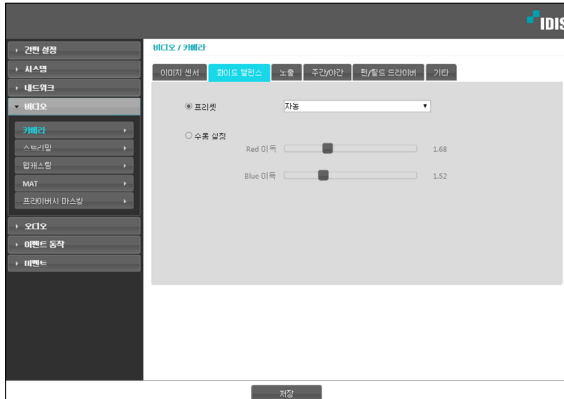 IDIS
간편 설정
시스템
네트워크
비디오
카메라
스트리밍
웹캐스팅
MAT
프라이버시 마스킹
오디오
이벤트 동작
이벤트
비디오 / 카메라
이미지 센서 화이트 밸런스 노출 주간/야간 팬/틸트 드라이버 기타
프리셋 자동
수동 설정
Red 이득 1.68
Blue 이득 1.52
저장